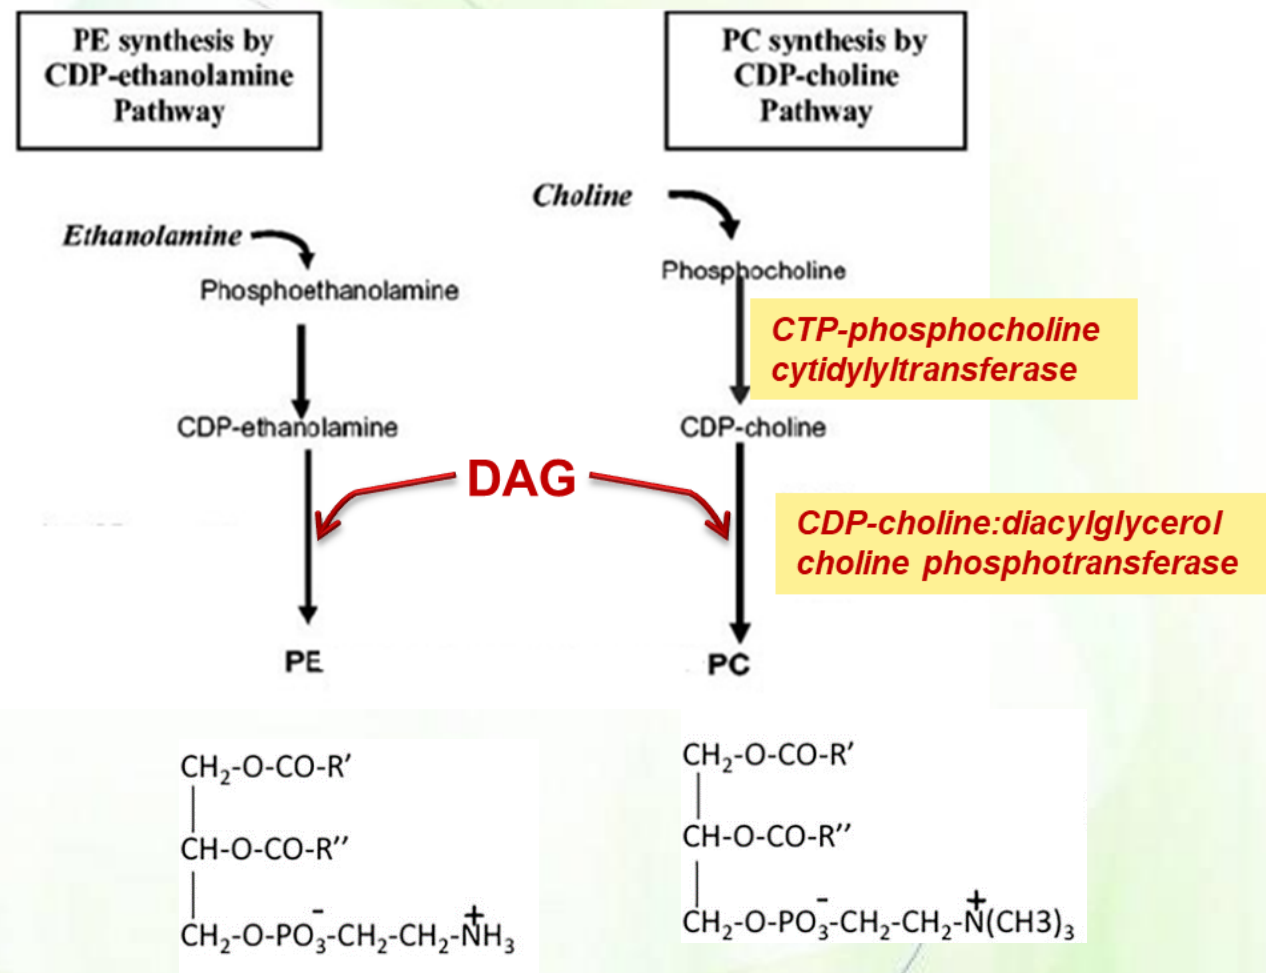 PE synthesis by
CDP-ethanolamine
Pathway
PC synthesis by
CDP-choline
Pathway
Choline
Ethanolamine
Phosphocholine
Phosphoethanolamine
CTP-phosphocholine
cytidylyltransferase
CDP-ethanolamine
CDP-choline
DAG
CDP-choline:diacylglycerol
choline phosphotransferase
PE
PC
CH₂-O-CO-R′
CH-O-CO-R′′
CH₂-O-PO₃⁻-CH₂-CH₂-N⁺H₃
CH₂-O-CO-R′
CH-O-CO-R′′
CH₂-O-PO₃⁻-CH₂-CH₂-N⁺(CH3)₃